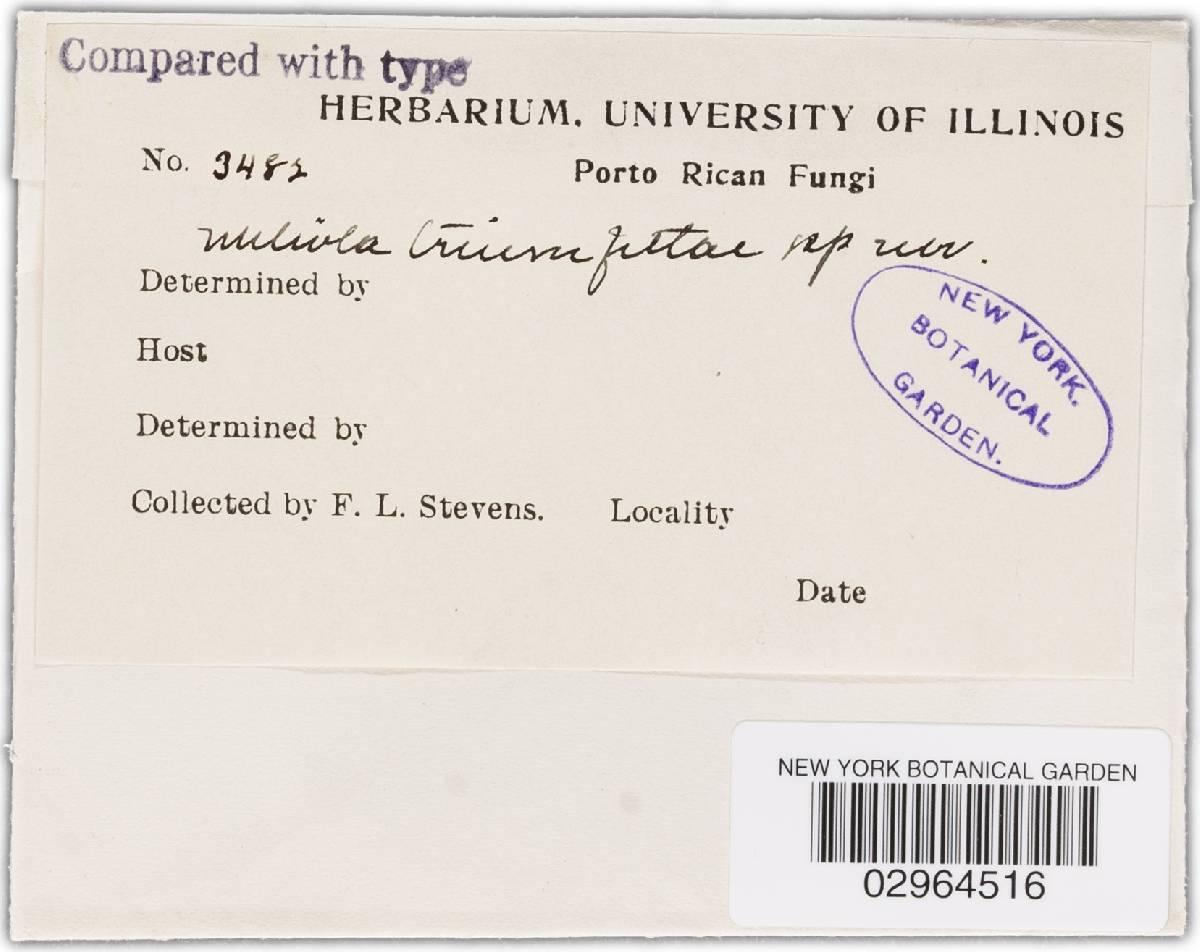 Compared with type
HERBARIUM. UNIVERSITY OF ILLINOIS
No. 3482
Porto Rican Fungi
Meliola triumfettae sp nov.
Determined by
Host
Determined by
Collected by F. L. Stevens. Locality
Date
NEW YORK.
BOTANICAL
GARDEN.
NEW YORK BOTANICAL GARDEN
02964516